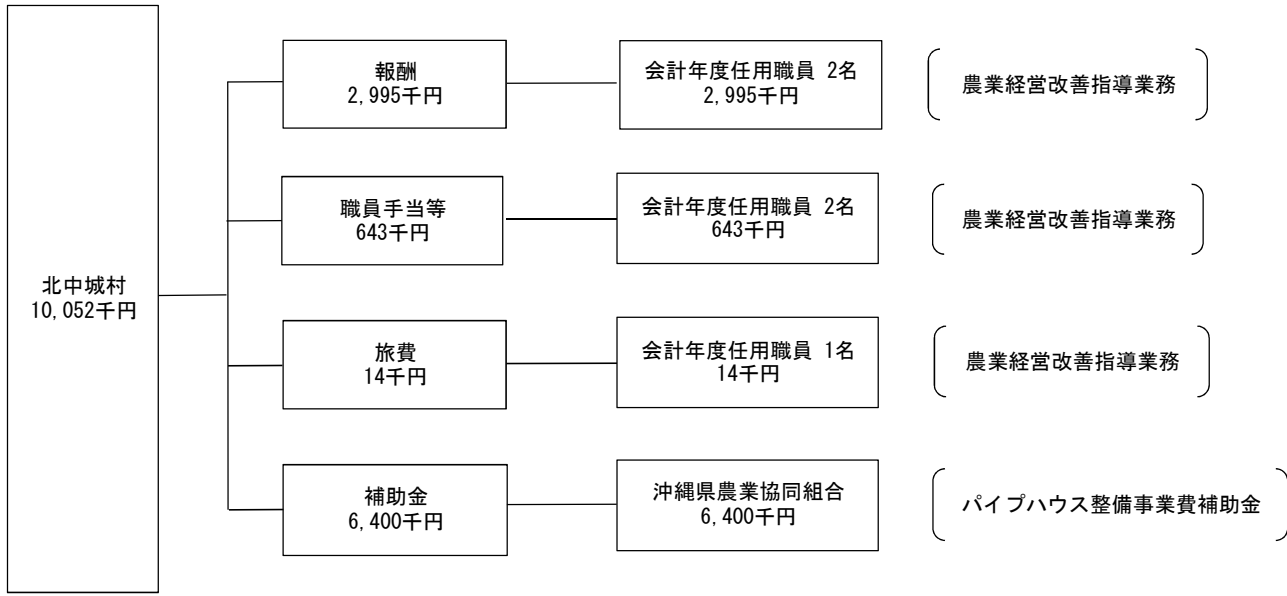 北中城村
10,052千円
報酬
2,995千円
会計年度任用職員 2名
2,995千円
農業経営改善指導業務
職員手当等
643千円
会計年度任用職員 2名
643千円
農業経営改善指導業務
旅費
14千円
会計年度任用職員 1名
14千円
農業経営改善指導業務
補助金
6,400千円
沖縄県農業協同組合
6,400千円
パイプハウス整備事業費補助金